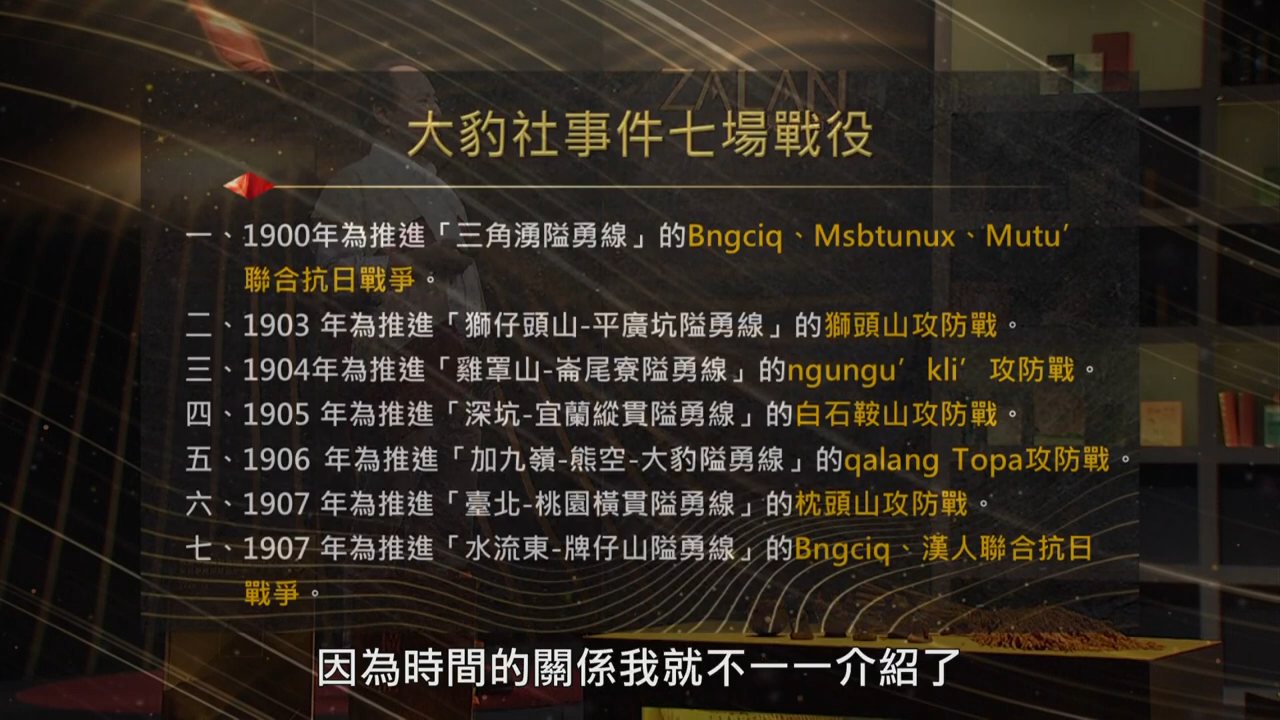 ZALAN
大豹社事件七場戰役
一、1900年為推進「三角湧隘勇線」的Bngciq、Msbtunux、Mutu’
聯合抗日戰爭。
二、1903 年為推進「獅仔頭山-平廣坑隘勇線」的獅頭山攻防戰。
三、1904年為推進「雞罩山-崙尾寮隘勇線」的ngungu’ kli’ 攻防戰。
四、1905 年為推進「深坑-宜蘭縱貫隘勇線」的白石鞍山攻防戰。
五、1906 年為推進「加九嶺-熊空-大豹隘勇線」的qalang Topa攻防戰。
六、1907 年為推進「臺北-桃園橫貫隘勇線」的枕頭山攻防戰。
七、1907 年為推進「水流東-牌仔山隘勇線」的Bngciq、漢人聯合抗日
戰爭。
因為時間的關係我就不一一介紹了